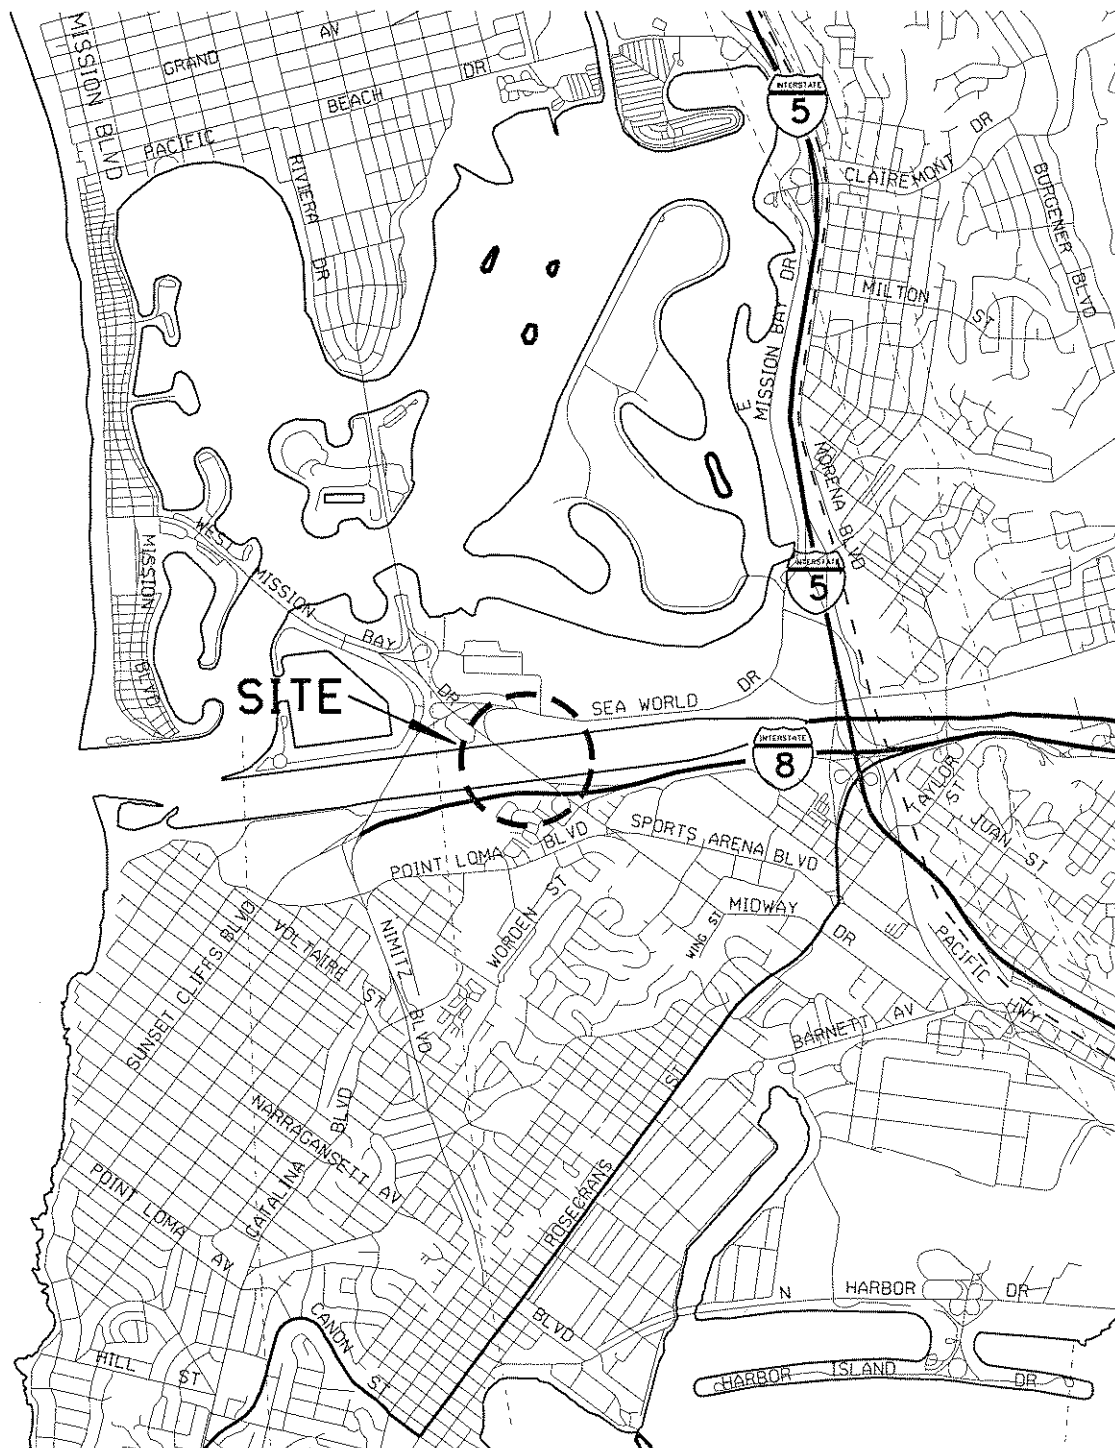 MISSION BLVD
GRAND AV
BEACH DR
PACIFIC
RIVIERA DR
INTERSTATE 5
CLAIREMONT DR
BURGENER BLVD
MILTON ST
E MISSION BAY DR
MORENA BLVD
INTERSTATE 5
WEST MISSION BAY DR
MISSION BLVD
SITE
SEA WORLD DR
INTERSTATE 8
TAYLOR ST
JUAN ST
SPORTS ARENA BLVD
POINT LOMA BLVD
MIDWAY DR
WING ST
WORDEN ST
PACIFIC HWY
SUNSET CLIFFS BLVD
VOLTAIRE ST
NIMITZ BLVD
BARNETT AV
NARRAGANSETT AV
CATALINA BLVD
POINT LOMA AV
ROSECRANS ST
BLVD
N HARBOR DR
CANON ST
HILL ST
HARBOR ISLAND DR